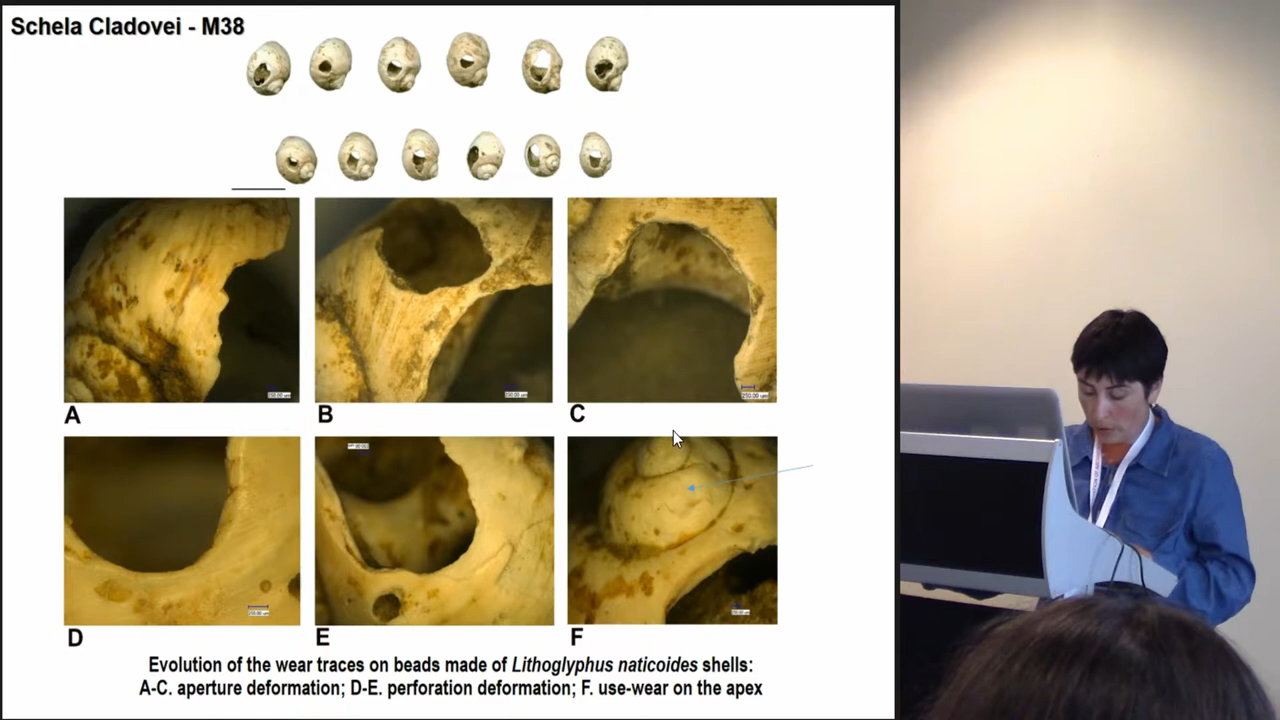 Schela Cladovei - M38
A
B
C
D
E
F
Evolution of the wear traces on beads made of Lithoglyphus naticoides shells:
A-C. aperture deformation; D-E. perforation deformation; F. use-wear on the apex